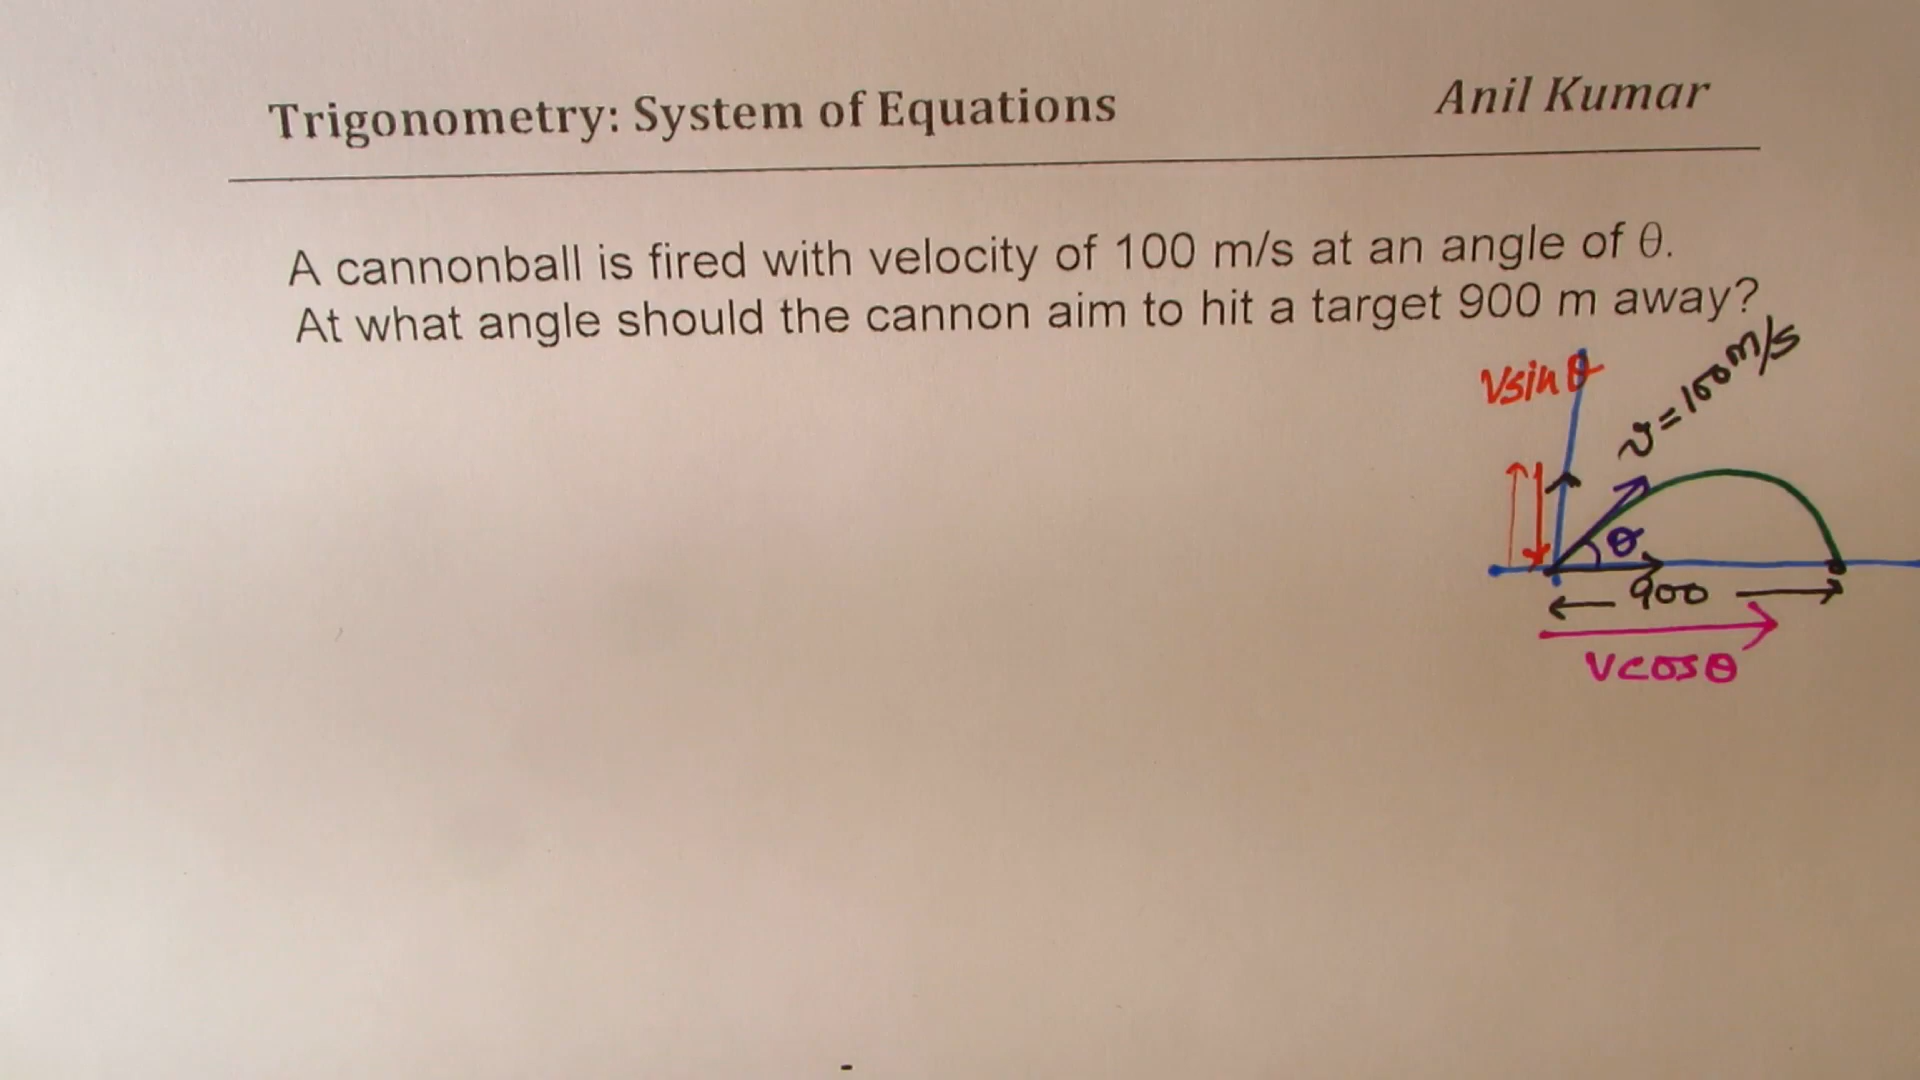 Trigonometry: System of Equations
Anil Kumar
A cannonball is fired with velocity of 100 m/s at an angle of θ.
At what angle should the cannon aim to hit a target 900 m away?
Vsinθ
v = 100 m/s
θ
900
Vcosθ